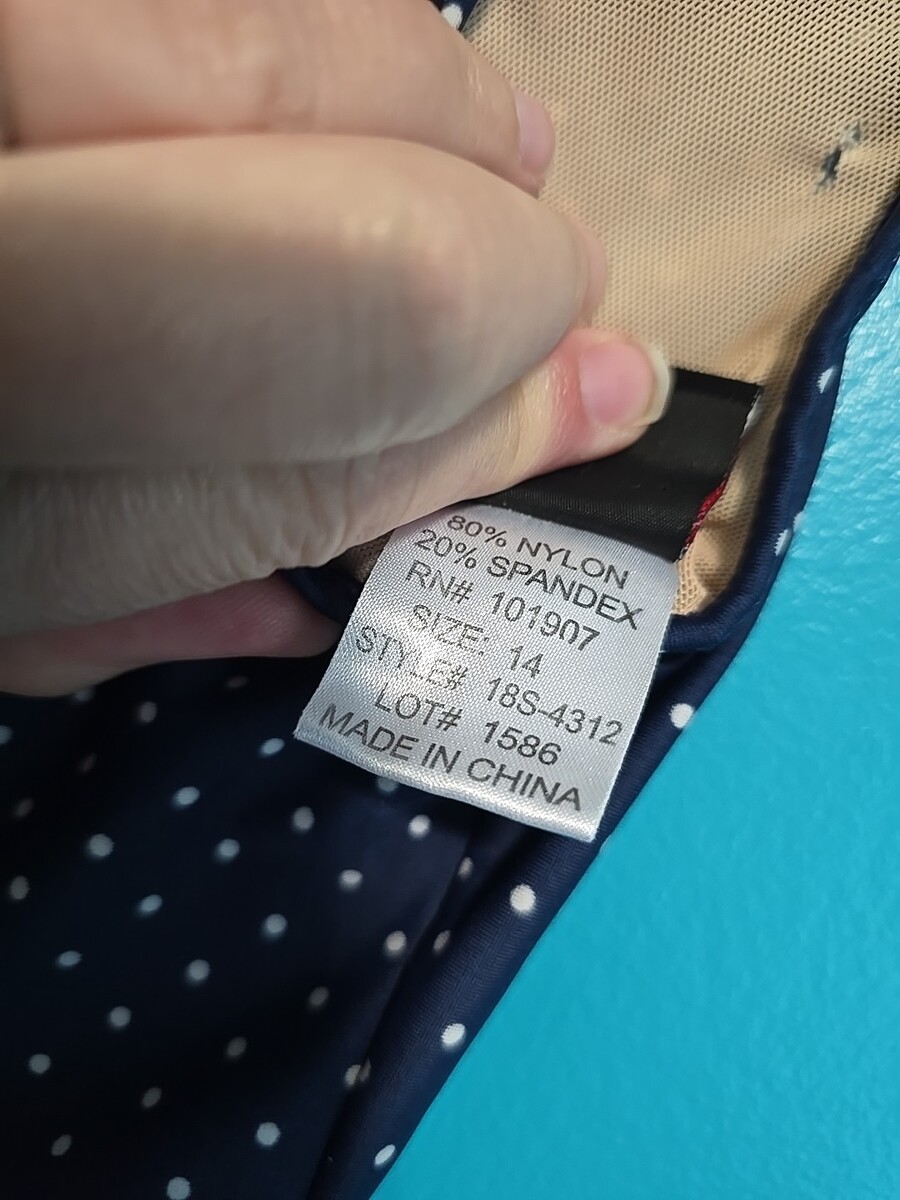 80% NYLON
20% SPANDEX
RN# 101907
SIZE: 14
STYLE# 18S-4312
LOT# 1586
MADE IN CHINA